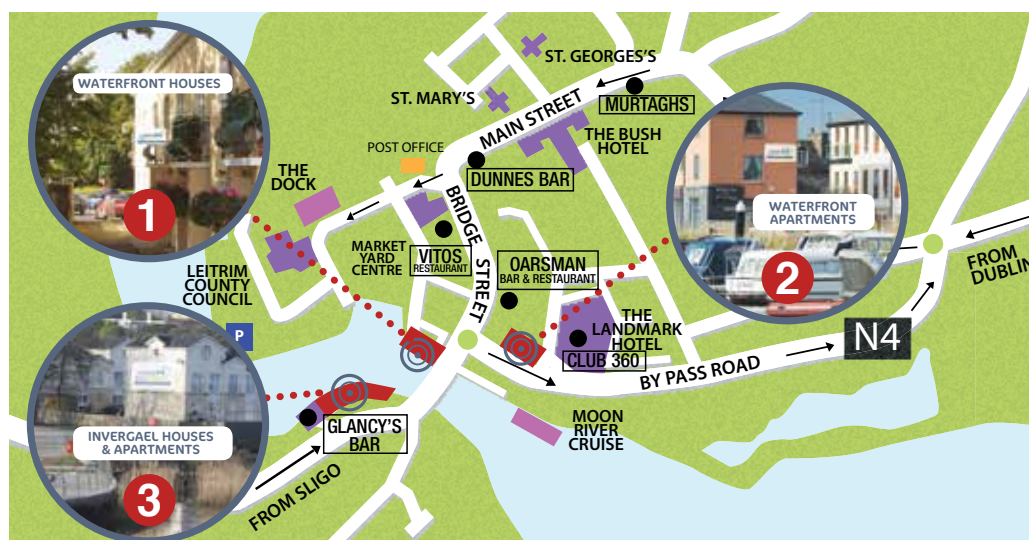 WATERFRONT HOUSES
1
ST. GEORGES'S
ST. MARY'S
MAIN STREET
MURTAGHS
THE BUSH
HOTEL
POST OFFICE
DUNNES BAR
THE
DOCK
BRIDGE STREET
MARKET
YARD
CENTRE
VITOS
RESTAURANT
OARSMAN
BAR & RESTAURANT
WATERFRONT
APARTMENTS
2
FROM
DUBLIN
LEITRIM
COUNTY
COUNCIL
P
THE
LANDMARK
HOTEL
CLUB 360
N4
BY PASS ROAD
MOON
RIVER
CRUISE
GLANCY'S
BAR
FROM SLIGO
INVERGAEL HOUSES
& APARTMENTS
3